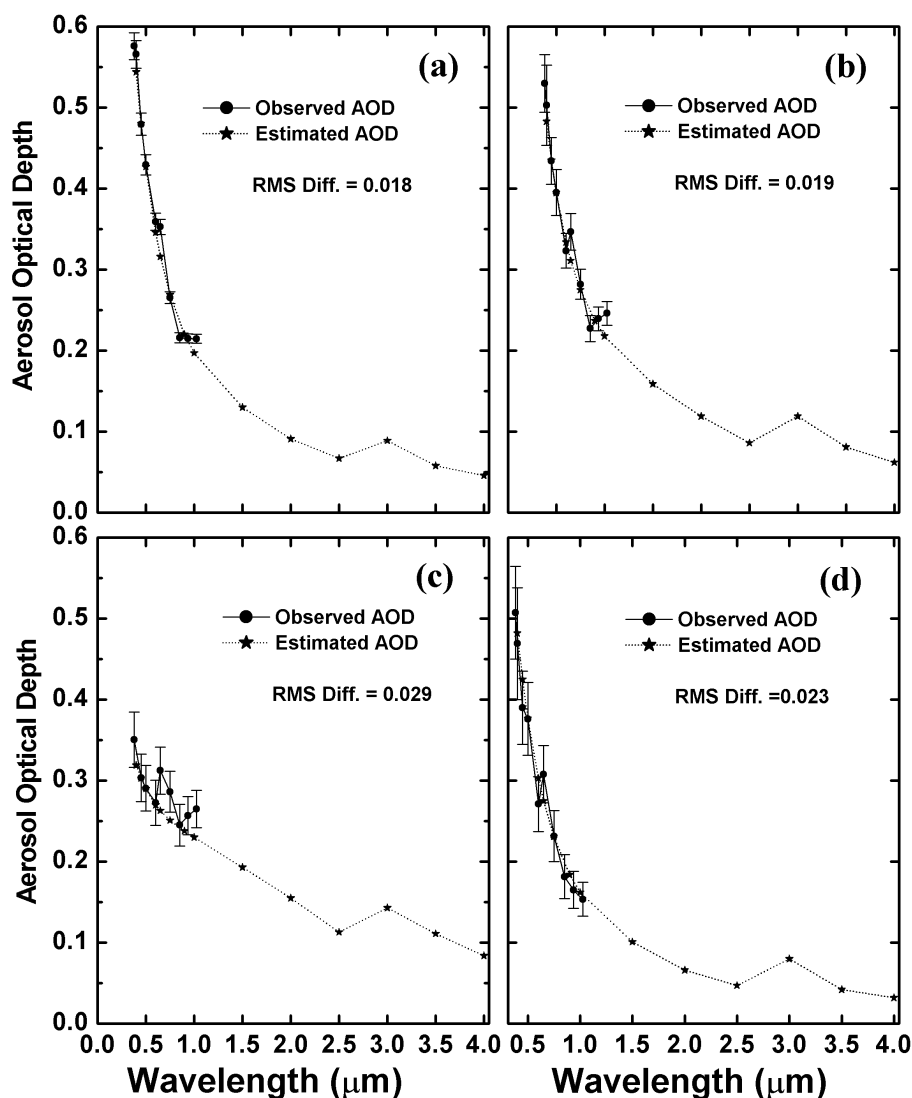 0.6
0.5
0.4
0.3
0.2
0.1
0.0
Aerosol Optical Depth
(a)
Observed AOD
Estimated AOD
RMS Diff. = 0.018
(b)
Observed AOD
Estimated AOD
RMS Diff. = 0.019
0.6
0.5
0.4
0.3
0.2
0.1
0.0
Aerosol Optical Depth
(c)
Observed AOD
Estimated AOD
RMS Diff. = 0.029
(d)
Observed AOD
Estimated AOD
RMS Diff. =0.023
0.0 0.5 1.0 1.5 2.0 2.5 3.0 3.5 4.0
0.5 1.0 1.5 2.0 2.5 3.0 3.5 4.0
Wavelength (μm)
Wavelength (μm)